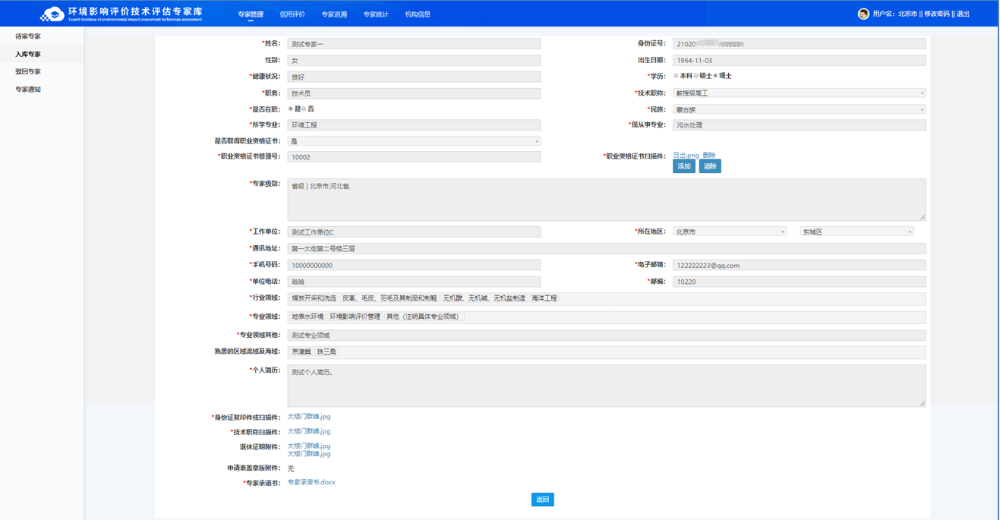 环境影响评价技术评估专家库
Expert database of environmental impact assessment technology assessment
专家管理 信用评价 专家追溯 专家统计 机构信息
用户名：北京市 || 修改密码 || 退出
待审专家
入库专家
驳回专家
专家通知
*姓名： 测试专家一 身份证号： 21020
性别： 女 出生日期： 1964-11-03
*健康状况： 良好 *学历： 本科 硕士 博士
*职务： 技术员 *技术职称： 教授级高工
*是否在职： 是 否 *民族： 蒙古族
*所学专业： 环境工程 *现从事专业： 污水处理
是否取得职业资格证书： 是
*职业资格证书管理号： 10002 *职业资格证书扫描件： 日出.png 删除
添加 清除
*专家级别： 省级 | 北京市,河北省,
*工作单位： 测试工作单位C *所在地区： 北京市 东城区
*通讯地址： 第一大街第二号楼三层
*手机号码： 10000000000 *电子邮箱： 122222223@qq.com
*单位电话： 哈哈 *邮编： 10220
*行业领域： 煤炭开采和洗选 皮革、毛皮、羽毛及其制品和制鞋 无机酸、无机碱、无机盐制造 海洋工程
*专业领域： 地表水环境 环境影响评价管理 其他（注明具体专业领域）
*专业领域其他： 测试专业领域
熟悉的区域流域及海域： 京津冀 珠三角
*个人简历： 测试个人简历。
*身份证复印件或扫描件： 大楼门群峰.jpg
*技术职称扫描件： 大楼门群峰.jpg
退休证明附件： 大楼门群峰.jpg
大楼门群峰.jpg
申请表盖章版附件： 无
*专家承诺书： 专家承诺书.docx
返回